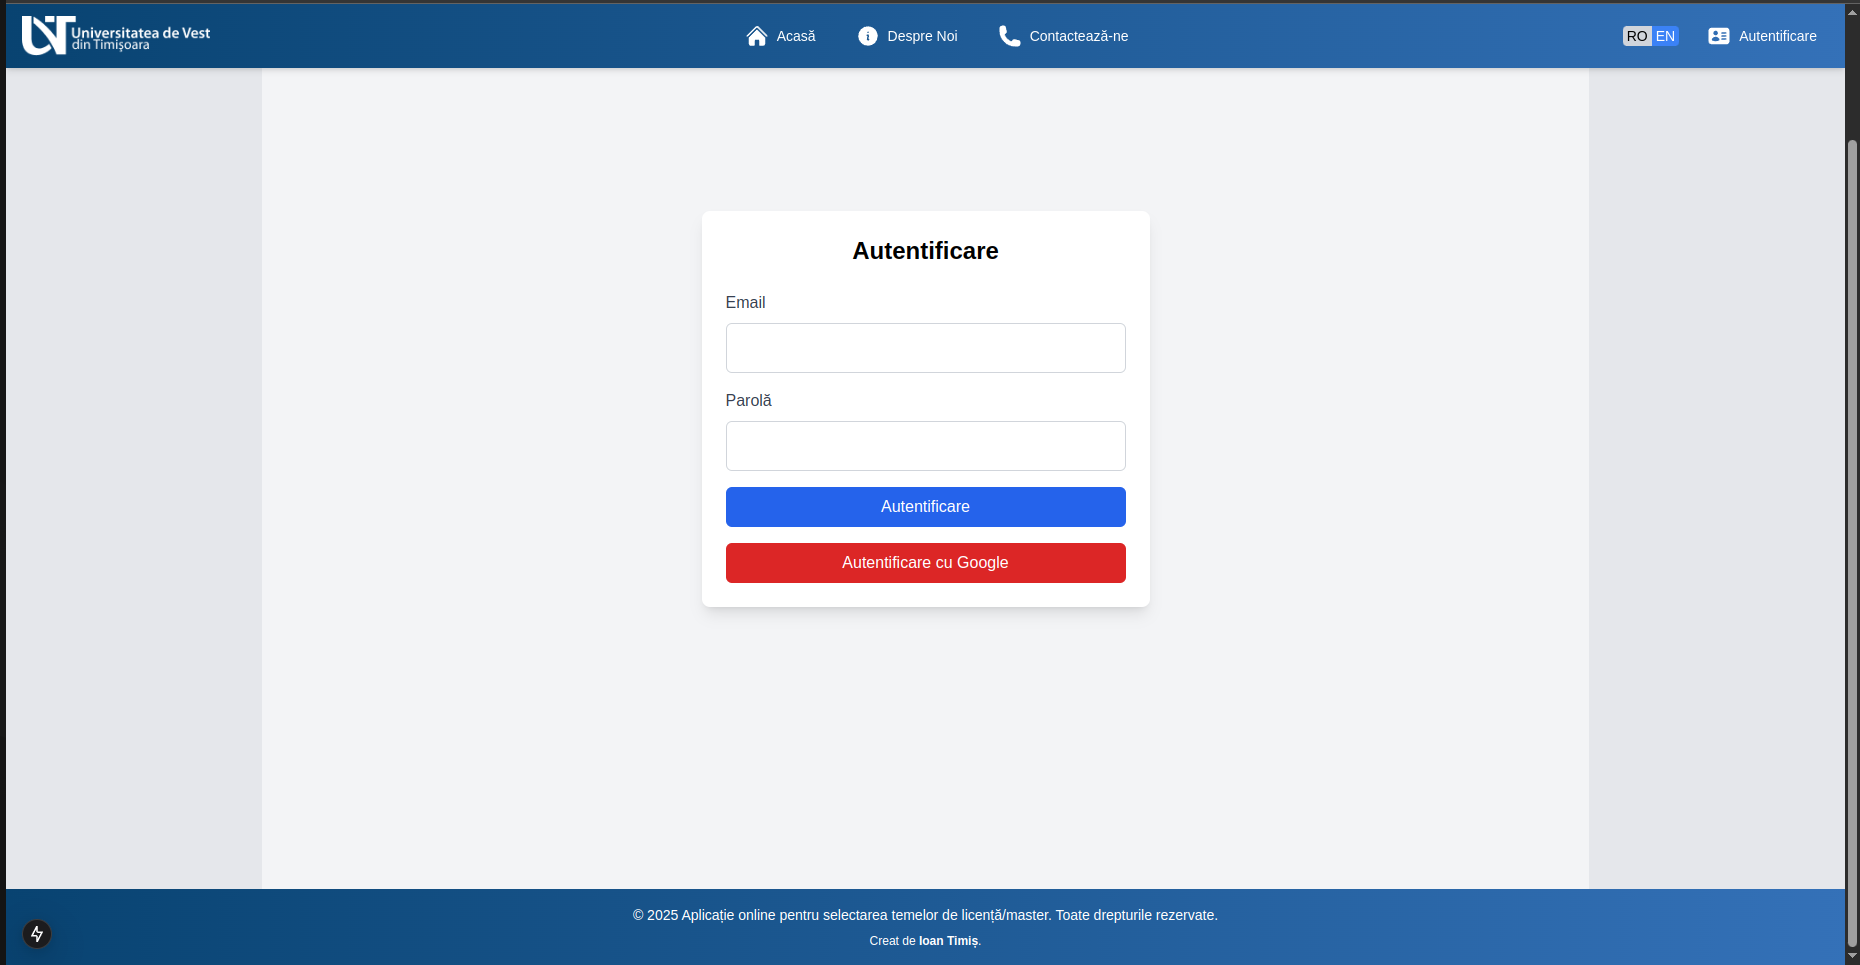 Universitatea de Vest
din Timișoara
Acasă
Despre Noi
Contactează-ne
RO EN
Autentificare
Autentificare
Email
Parolă
Autentificare
Autentificare cu Google
© 2025 Aplicație online pentru selectarea temelor de licență/master. Toate drepturile rezervate.
Creat de Ioan Timiș.